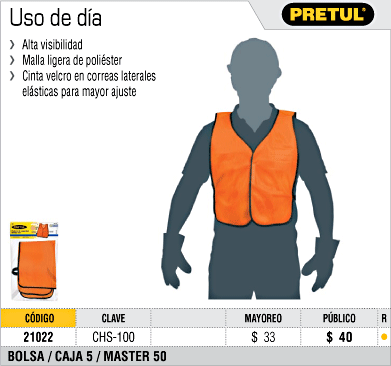 Uso de día
PRETUL®
› Alta visibilidad
› Malla ligera de poliéster
› Cinta velcro en correas laterales
elásticas para mayor ajuste
CÓDIGO CLAVE MAYOREO PÚBLICO R
21022 CHS-100 $ 33 $ 40 ●
BOLSA / CAJA 5 / MASTER 50